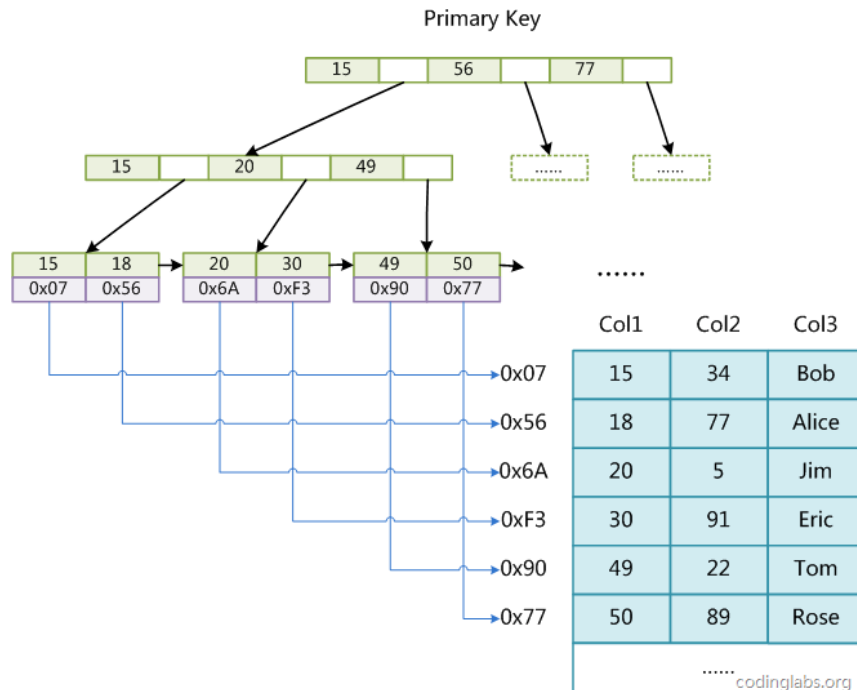 Primary Key
15 56 77
15 20 49 ...... ......
15 18 20 30 49 50
0x07 0x56 0x6A 0xF3 0x90 0x77
......
Col1 Col2 Col3
0x07 15 34 Bob
0x56 18 77 Alice
0x6A 20 5 Jim
0xF3 30 91 Eric
0x90 49 22 Tom
0x77 50 89 Rose
......
codinglabs.org